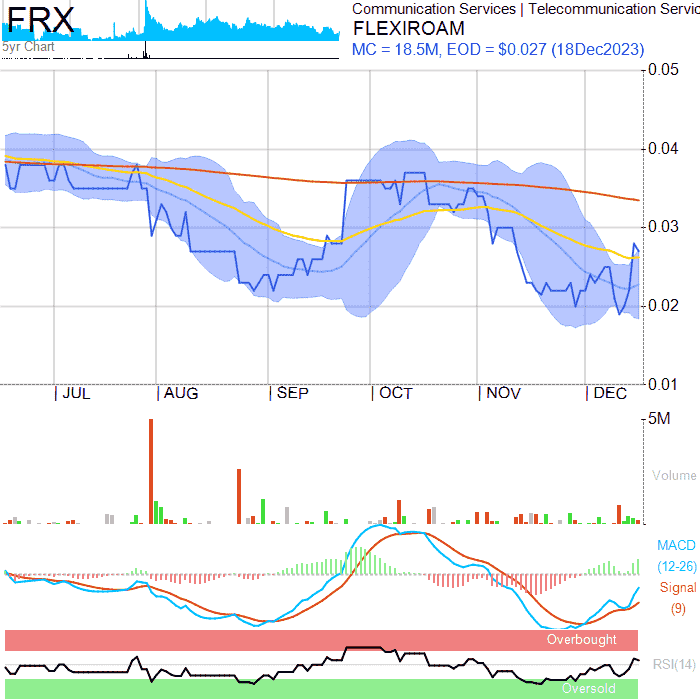 FRX
Communication Services | Telecommunication Servic
FLEXIROAM
5yr Chart
MC = 18.5M, EOD = $0.027 (18Dec2023)
0.05
0.04
0.03
0.02
0.01
| JUL | AUG | SEP | OCT | NOV | DEC
5M
Volume
MACD
(12-26)
Signal
(9)
Overbought
RSI(14)
Oversold